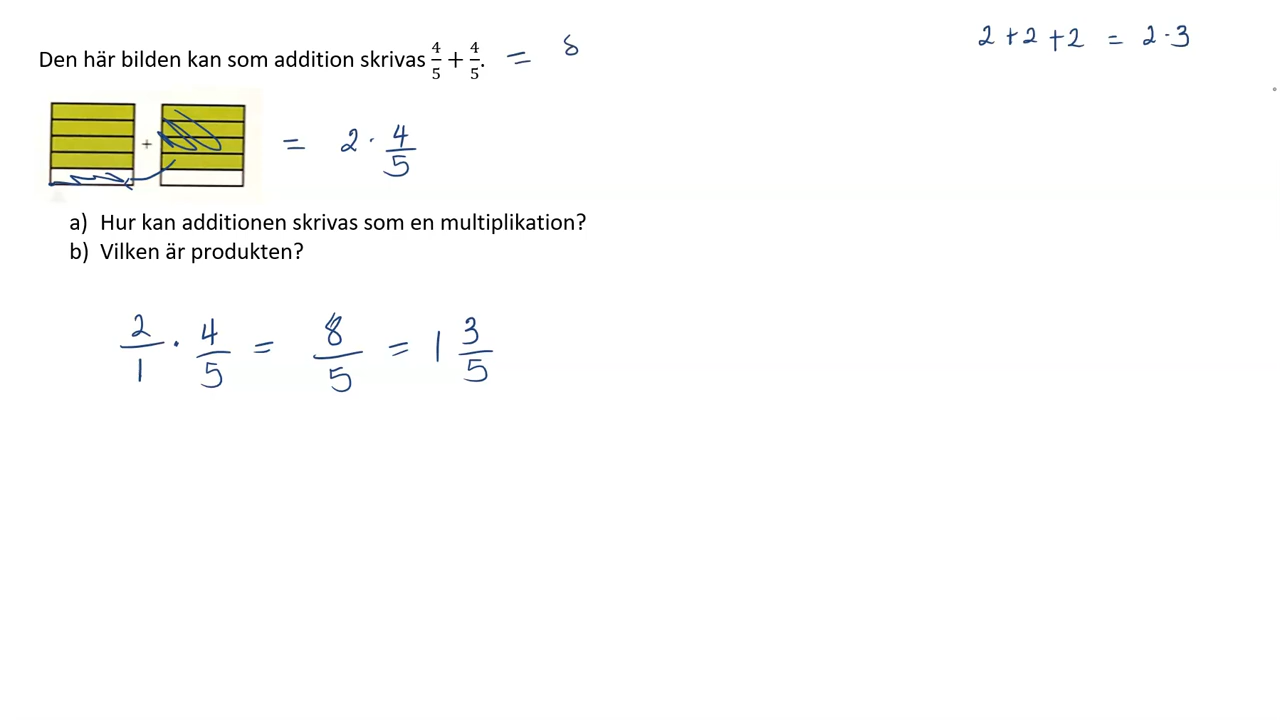 2 + 2 + 2 = 2 · 3
Den här bilden kan som addition skrivas 4/5 + 4/5. = 8
+ = 2 · 4/5
a) Hur kan additionen skrivas som en multiplikation?
b) Vilken är produkten?
2/1 · 4/5 = 8/5 = 1 3/5